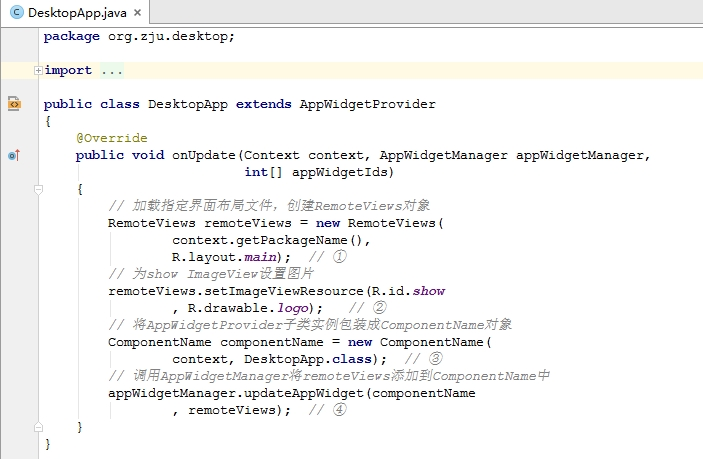 DesktopApp.java ×
package org.zju.desktop;
import ...
public class DesktopApp extends AppWidgetProvider
{
@Override
public void onUpdate(Context context, AppWidgetManager appWidgetManager,
int[] appWidgetIds)
{
// 加载指定界面布局文件，创建RemoteViews对象
RemoteViews remoteViews = new RemoteViews(
context.getPackageName(),
R.layout.main); // ①
// 为show ImageView设置图片
remoteViews.setImageViewResource(R.id.show
, R.drawable.logo); // ②
// 将AppWidgetProvider子类实例包装成ComponentName对象
ComponentName componentName = new ComponentName(
context, DesktopApp.class); // ③
// 调用AppWidgetManager将remoteViews添加到ComponentName中
appWidgetManager.updateAppWidget(componentName
, remoteViews); // ④
}
}